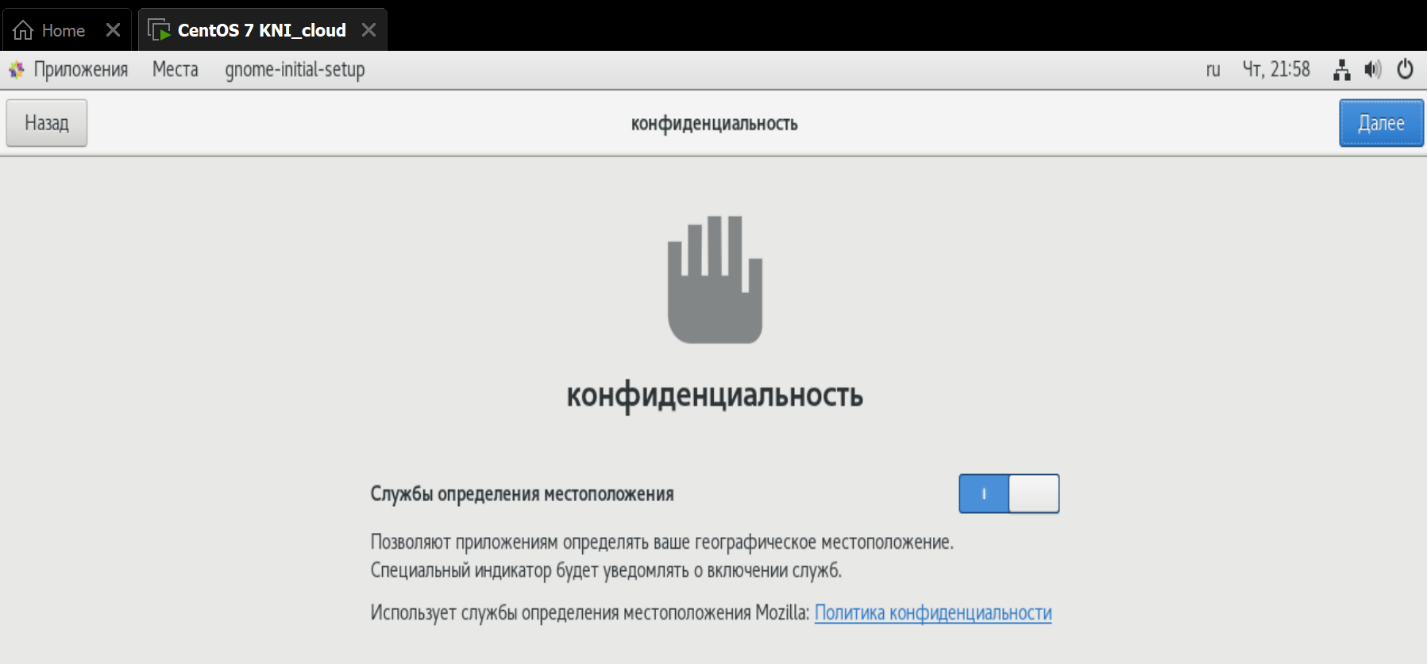 Home
CentOS 7 KNI_cloud
Приложения Места gnome-initial-setup ru Чт, 21:58
Назад конфиденциальность Далее
конфиденциальность
Службы определения местоположения
Позволяют приложениям определять ваше географическое местоположение.
Специальный индикатор будет уведомлять о включении служб.
Использует службы определения местоположения Mozilla: Политика конфиденциальности